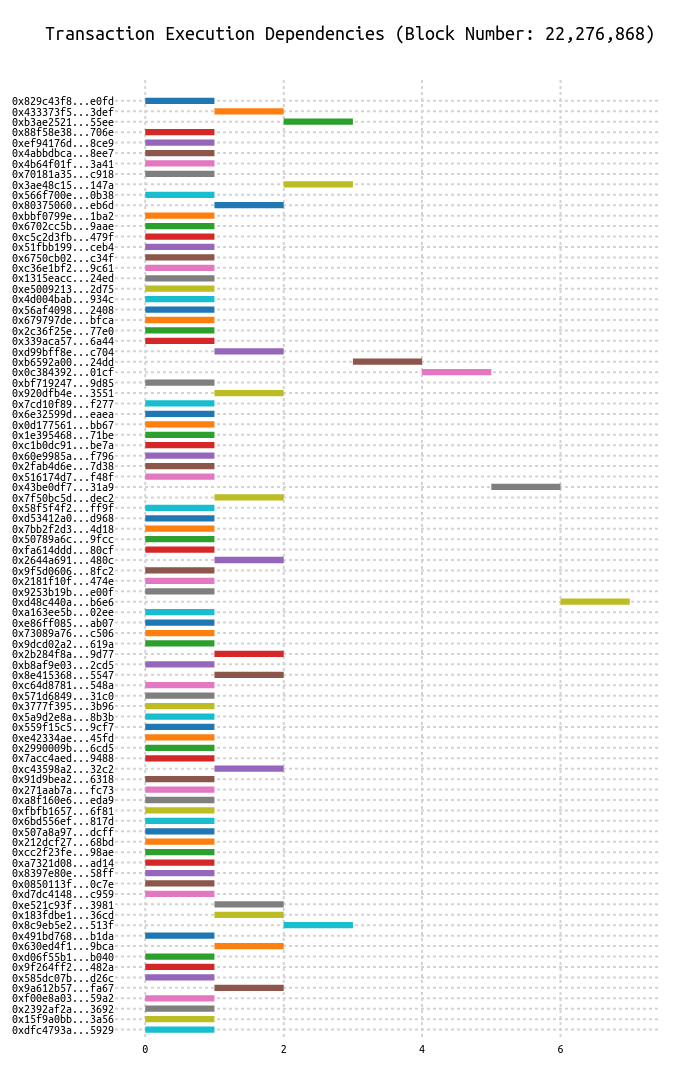 Transaction Execution Dependencies (Block Number: 22,276,868)
0x829c43f8...e0fd
0x433373f5...3def
0xb3ae2521...55ee
0x88f58e38...706e
0xef94176d...8ce9
0x4abbdbca...8ee7
0x4b64f01f...3a41
0x70181a35...c918
0x3ae48c15...147a
0x566f700e...0b38
0x80375060...eb6d
0xbbf0799e...1ba2
0x6702cc5b...9aae
0xc5c2d3fb...479f
0x51fbb199...ceb4
0x6750cb02...c34f
0xc36e1bf2...9c61
0x1315eacc...24ed
0xe5009213...2d75
0x4d004bab...934c
0x56af4098...2408
0x679797de...bfca
0x2c36f25e...77e0
0x339aca57...6a44
0xd99bff8e...c704
0xb6592a00...24dd
0x0c384392...01cf
0xbf719247...9d85
0x920dfb4e...3551
0x7cd10f89...f277
0x6e32599d...eaea
0x0d177561...bb67
0x1e395468...71be
0xc1b0dc91...be7a
0x60e9985a...f796
0x2fab4d6e...7d38
0x516174d7...f48f
0x43be0df7...31a9
0x7f50bc5d...dec2
0x58f5f4f2...ff9f
0xd53412a0...d968
0x7bb2f2d3...4d18
0x50789a6c...9fcc
0xfa614ddd...80cf
0x2644a691...480c
0x9f5d0606...8fc2
0x2181f10f...474e
0x9253b19b...e00f
0xd48c440a...b6e6
0xa163ee5b...02ee
0xe86ff085...ab07
0x73089a76...c506
0x9dcd02a2...619a
0x2b284f8a...9d77
0xb8af9e03...2cd5
0x8e415368...5547
0xc64d8781...548a
0x571d6849...31c0
0x3777f395...3b96
0x5a9d2e8a...8b3b
0x559f15c5...9cf7
0xe42334ae...45fd
0x2990009b...6cd5
0x7acc4aed...9488
0xc43598a2...32c2
0x91d9bea2...6318
0x271aab7a...fc73
0xa8f160e6...eda9
0xfbfb1657...6f81
0x6bd556ef...817d
0x507a8a97...dcff
0x212dcf27...68bd
0xcc2f23fe...98ae
0xa7321d08...ad14
0x8397e80e...58ff
0x0850113f...0c7e
0xd7dc4148...c959
0xe521c93f...3981
0x183fdbe1...36cd
0x8c9eb5e2...513f
0x491bd768...b1da
0x630ed4f1...9bca
0xd06f55b1...b040
0x9f264ff2...482a
0x585dc07b...d26c
0x9a612b57...fa67
0xf00e8a03...59a2
0x2392af2a...3692
0x15f9a0bb...3a56
0xdfc4793a...5929
0 2 4 6